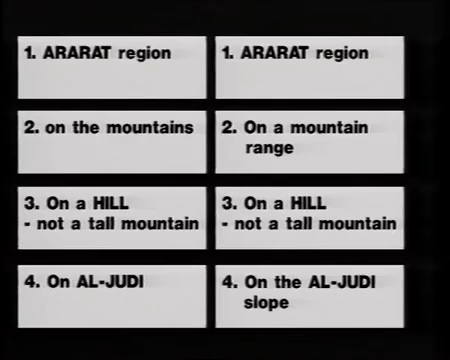 1. ARARAT region
1. ARARAT region
2. on the mountains
2. On a mountain
range
3. On a HILL
- not a tall mountain
3. On a HILL
- not a tall mountain
4. On AL-JUDI
4. On the AL-JUDI
slope